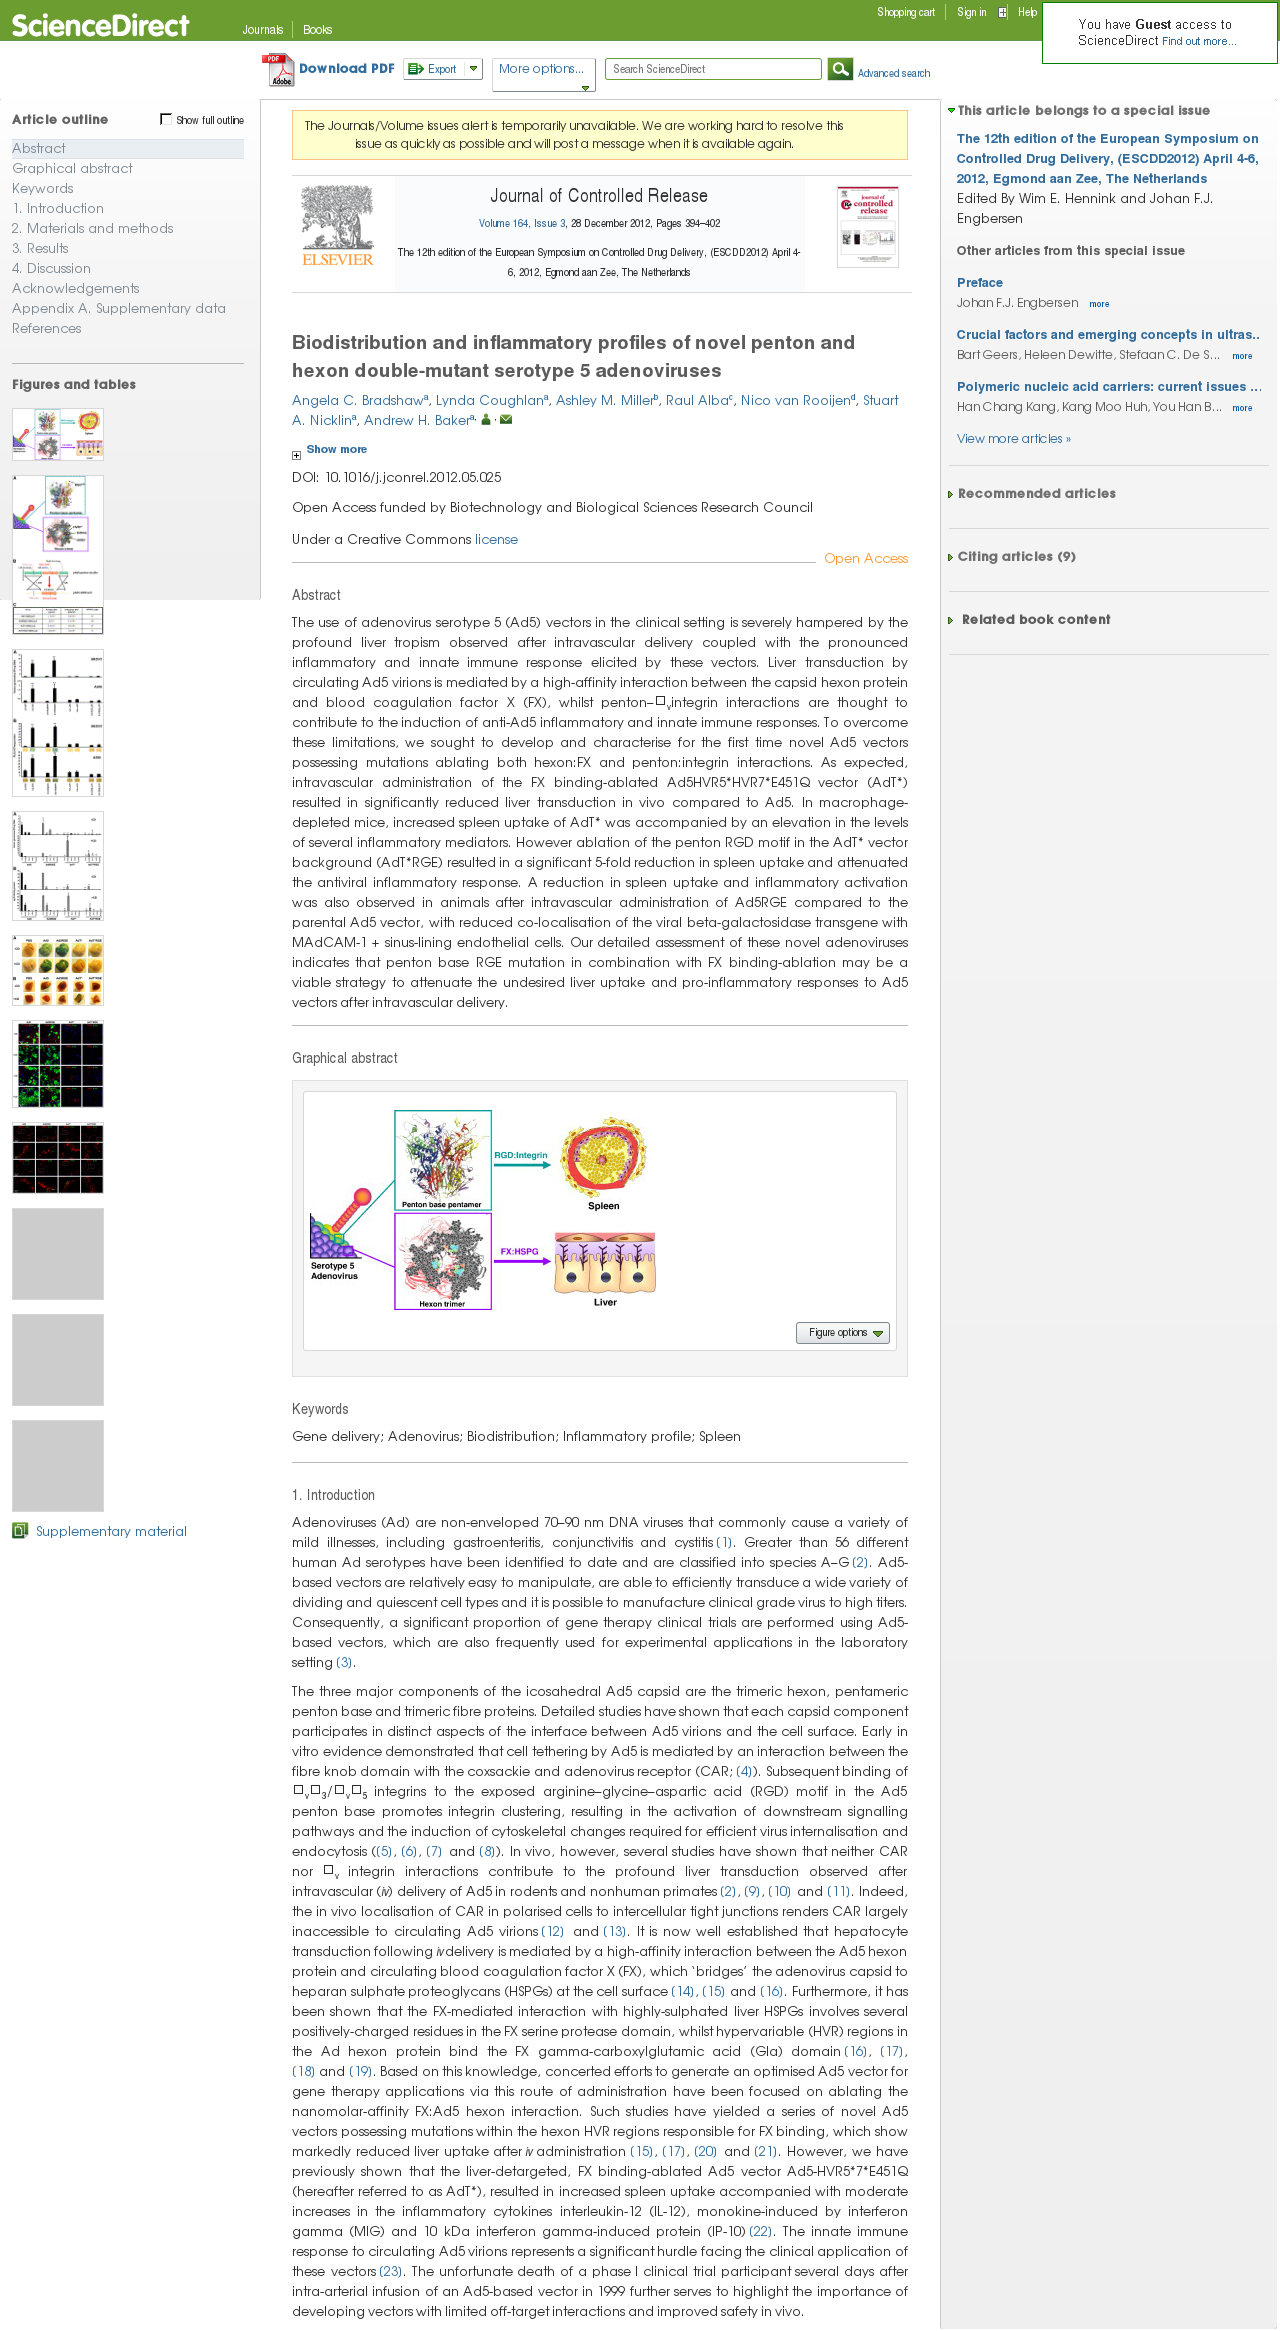 ScienceDirect
Journals
Books
Shopping cart
Sign in
Help
You have Guest access to
ScienceDirect Find out more...
Download PDF
Export
More options...
Search ScienceDirect
Advanced search
Article outline
Show full outline
Abstract
Graphical abstract
Keywords
1. Introduction
2. Materials and methods
3. Results
4. Discussion
Acknowledgements
Appendix A. Supplementary data
References
Figures and tables
Supplementary material
The Journals/Volume issues alert is temporarily unavailable. We are working hard to resolve this
issue as quickly as possible and will post a message when it is available again.
ELSEVIER
Journal of Controlled Release
Volume 164, Issue 3, 28 December 2012, Pages 394–402
The 12th edition of the European Symposium on Controlled Drug Delivery, (ESCDD2012) April 4-
6, 2012, Egmond aan Zee, The Netherlands
journal of
controlled
release
Biodistribution and inflammatory profiles of novel penton and
hexon double-mutant serotype 5 adenoviruses
Angela C. Bradshawa, Lynda Coughlana, Ashley M. Millerb, Raul Albac, Nico van Rooijend, Stuart
A. Nicklina, Andrew H. Bakera,
Show more
DOI: 10.1016/j.jconrel.2012.05.025
Open Access funded by Biotechnology and Biological Sciences Research Council
Under a Creative Commons license
Open Access
Abstract
The use of adenovirus serotype 5 (Ad5) vectors in the clinical setting is severely hampered by the
profound liver tropism observed after intravascular delivery coupled with the pronounced
inflammatory and innate immune response elicited by these vectors. Liver transduction by
circulating Ad5 virions is mediated by a high-affinity interaction between the capsid hexon protein
and blood coagulation factor X (FX), whilst penton–□vintegrin interactions are thought to
contribute to the induction of anti-Ad5 inflammatory and innate immune responses. To overcome
these limitations, we sought to develop and characterise for the first time novel Ad5 vectors
possessing mutations ablating both hexon:FX and penton:integrin interactions. As expected,
intravascular administration of the FX binding-ablated Ad5HVR5*HVR7*E451Q vector (AdT*)
resulted in significantly reduced liver transduction in vivo compared to Ad5. In macrophage-
depleted mice, increased spleen uptake of AdT* was accompanied by an elevation in the levels
of several inflammatory mediators. However ablation of the penton RGD motif in the AdT* vector
background (AdT*RGE) resulted in a significant 5-fold reduction in spleen uptake and attenuated
the antiviral inflammatory response. A reduction in spleen uptake and inflammatory activation
was also observed in animals after intravascular administration of Ad5RGE compared to the
parental Ad5 vector, with reduced co-localisation of the viral beta-galactosidase transgene with
MAdCAM-1 + sinus-lining endothelial cells. Our detailed assessment of these novel adenoviruses
indicates that penton base RGE mutation in combination with FX binding-ablation may be a
viable strategy to attenuate the undesired liver uptake and pro-inflammatory responses to Ad5
vectors after intravascular delivery.
Graphical abstract
RGD:Integrin
Penton base pentamer
Spleen
Serotype 5
Adenovirus
FX:HSPG
Hexon trimer
Liver
Figure options
Keywords
Gene delivery; Adenovirus; Biodistribution; Inflammatory profile; Spleen
1. Introduction
Adenoviruses (Ad) are non-enveloped 70–90 nm DNA viruses that commonly cause a variety of
mild illnesses, including gastroenteritis, conjunctivitis and cystitis [1]. Greater than 56 different
human Ad serotypes have been identified to date and are classified into species A–G [2]. Ad5-
based vectors are relatively easy to manipulate, are able to efficiently transduce a wide variety of
dividing and quiescent cell types and it is possible to manufacture clinical grade virus to high titers.
Consequently, a significant proportion of gene therapy clinical trials are performed using Ad5-
based vectors, which are also frequently used for experimental applications in the laboratory
setting [3].
The three major components of the icosahedral Ad5 capsid are the trimeric hexon, pentameric
penton base and trimeric fibre proteins. Detailed studies have shown that each capsid component
participates in distinct aspects of the interface between Ad5 virions and the cell surface. Early in
vitro evidence demonstrated that cell tethering by Ad5 is mediated by an interaction between the
fibre knob domain with the coxsackie and adenovirus receptor (CAR; [4]). Subsequent binding of
□v□3/□v□5 integrins to the exposed arginine–glycine–aspartic acid (RGD) motif in the Ad5
penton base promotes integrin clustering, resulting in the activation of downstream signalling
pathways and the induction of cytoskeletal changes required for efficient virus internalisation and
endocytosis ([5], [6], [7] and [8]). In vivo, however, several studies have shown that neither CAR
nor □v integrin interactions contribute to the profound liver transduction observed after
intravascular (iv) delivery of Ad5 in rodents and nonhuman primates [2], [9], [10] and [11]. Indeed,
the in vivo localisation of CAR in polarised cells to intercellular tight junctions renders CAR largely
inaccessible to circulating Ad5 virions [12] and [13]. It is now well established that hepatocyte
transduction following iv delivery is mediated by a high-affinity interaction between the Ad5 hexon
protein and circulating blood coagulation factor X (FX), which ‘bridges’ the adenovirus capsid to
heparan sulphate proteoglycans (HSPGs) at the cell surface [14], [15] and [16]. Furthermore, it has
been shown that the FX-mediated interaction with highly-sulphated liver HSPGs involves several
positively-charged residues in the FX serine protease domain, whilst hypervariable (HVR) regions in
the Ad hexon protein bind the FX gamma-carboxylglutamic acid (Gla) domain [16], [17],
[18] and [19]. Based on this knowledge, concerted efforts to generate an optimised Ad5 vector for
gene therapy applications via this route of administration have been focused on ablating the
nanomolar-affinity FX:Ad5 hexon interaction. Such studies have yielded a series of novel Ad5
vectors possessing mutations within the hexon HVR regions responsible for FX binding, which show
markedly reduced liver uptake after iv administration [15], [17], [20] and [21]. However, we have
previously shown that the liver-detargeted, FX binding-ablated Ad5 vector Ad5-HVR5*7*E451Q
(hereafter referred to as AdT*), resulted in increased spleen uptake accompanied with moderate
increases in the inflammatory cytokines interleukin-12 (IL-12), monokine-induced by interferon
gamma (MIG) and 10 kDa interferon gamma-induced protein (IP-10) [22]. The innate immune
response to circulating Ad5 virions represents a significant hurdle facing the clinical application of
these vectors [23]. The unfortunate death of a phase I clinical trial participant several days after
intra-arterial infusion of an Ad5-based vector in 1999 further serves to highlight the importance of
developing vectors with limited off-target interactions and improved safety in vivo.
This article belongs to a special issue
The 12th edition of the European Symposium on
Controlled Drug Delivery, (ESCDD2012) April 4-6,
2012, Egmond aan Zee, The Netherlands
Edited By Wim E. Hennink and Johan F.J.
Engbersen
Other articles from this special issue
Preface
Johan F.J. Engbersen more
Crucial factors and emerging concepts in ultras..
Bart Geers, Heleen Dewitte, Stefaan C. De S... more
Polymeric nucleic acid carriers: current issues ...
Han Chang Kang, Kang Moo Huh, You Han B... more
View more articles »
Recommended articles
Citing articles (9)
Related book content